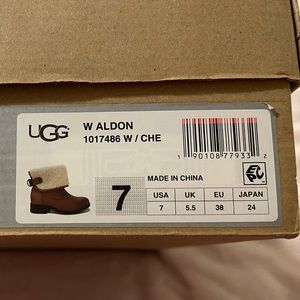 UGG
W ALDON
1017486 W / CHE
1 90108 77933 2
7
MADE IN CHINA
USA UK EU JAPAN
7 5.5 38 24